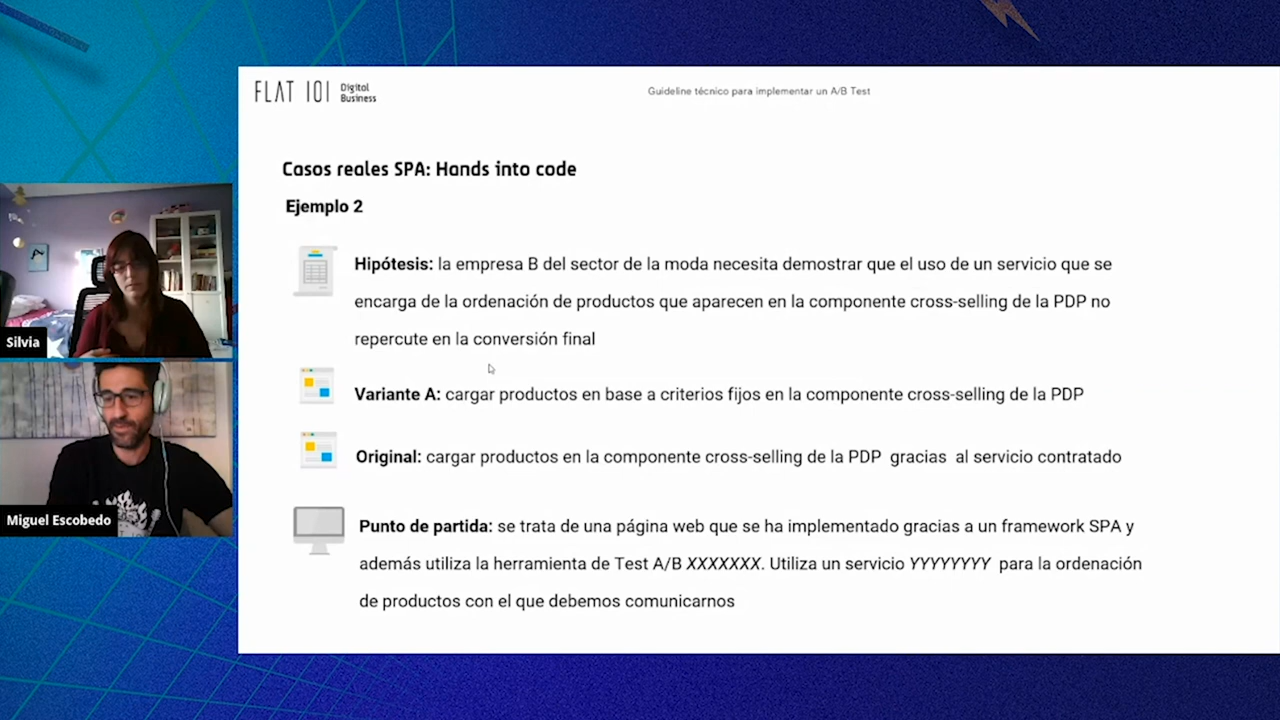 FLAT 101 Digital
Business
Guideline técnico para implementar un A/B Test
Casos reales SPA: Hands into code
Ejemplo 2
Hipótesis: la empresa B del sector de la moda necesita demostrar que el uso de un servicio que se
encarga de la ordenación de productos que aparecen en la componente cross-selling de la PDP no
repercute en la conversión final
Variante A: cargar productos en base a criterios fijos en la componente cross-selling de la PDP
Original: cargar productos en la componente cross-selling de la PDP gracias al servicio contratado
Punto de partida: se trata de una página web que se ha implementado gracias a un framework SPA y
además utiliza la herramienta de Test A/B XXXXXXX. Utiliza un servicio YYYYYYYY para la ordenación
de productos con el que debemos comunicarnos
Silvia
Miguel Escobedo